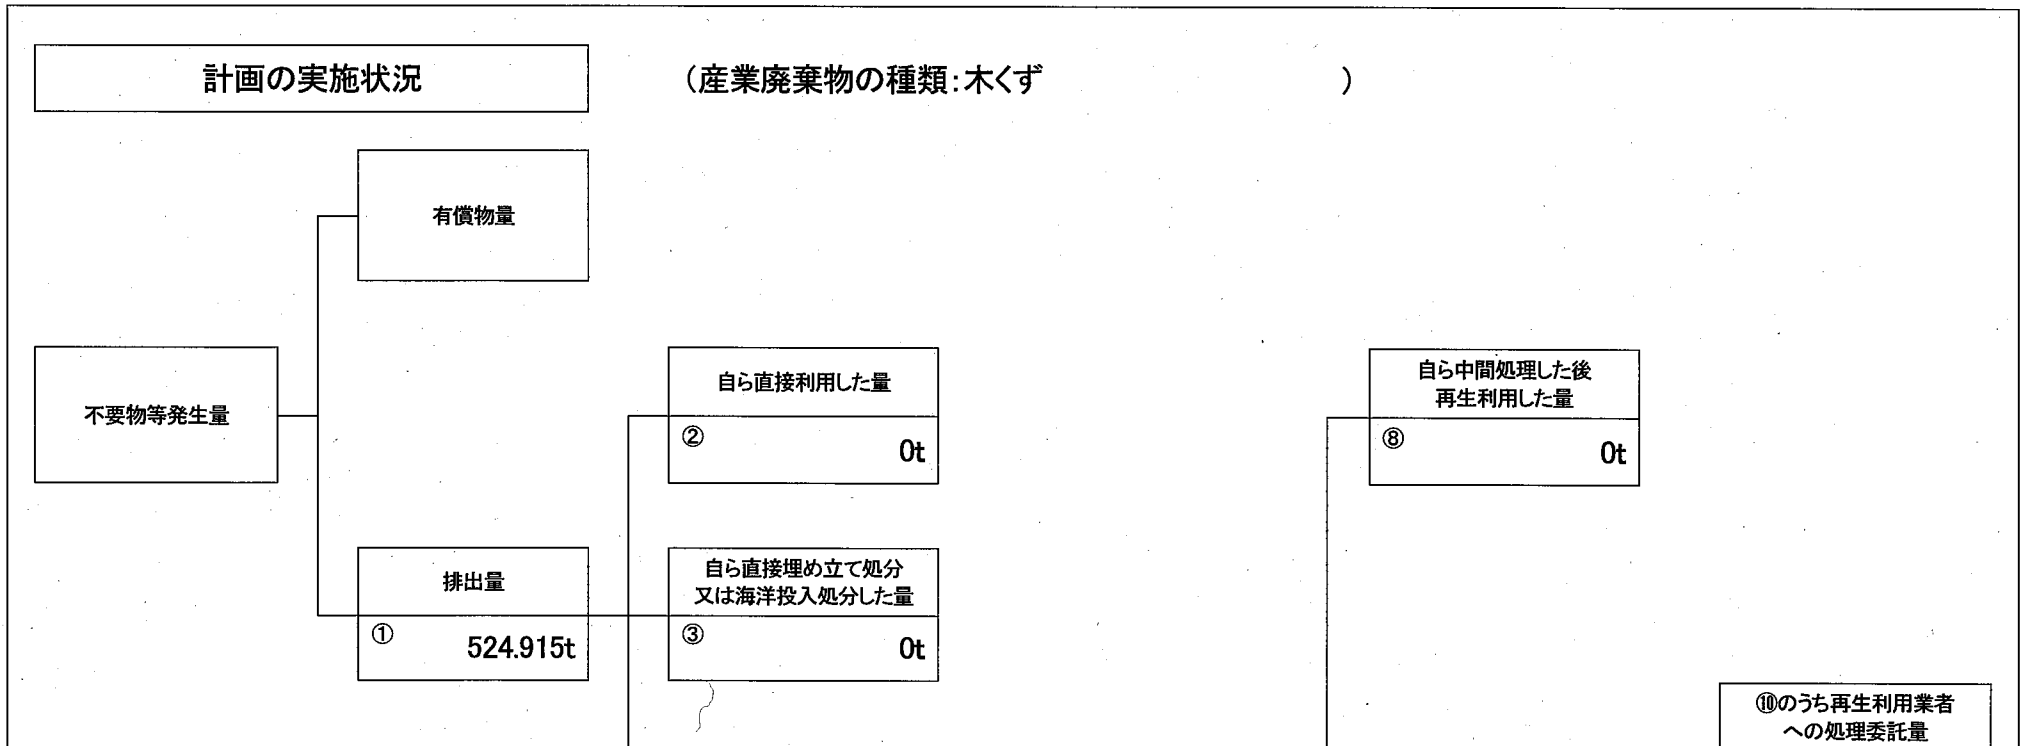 計画の実施状況
（産業廃棄物の種類：木くず　　　　　　　　　　）
有償物量
不要物等発生量
自ら直接利用した量
②
0t
自ら中間処理した後
再生利用した量
⑧
0t
排出量
①
524.915t
自ら直接埋め立て処分
又は海洋投入処分した量
③
0t
⑩のうち再生利用業者
への処理委託量